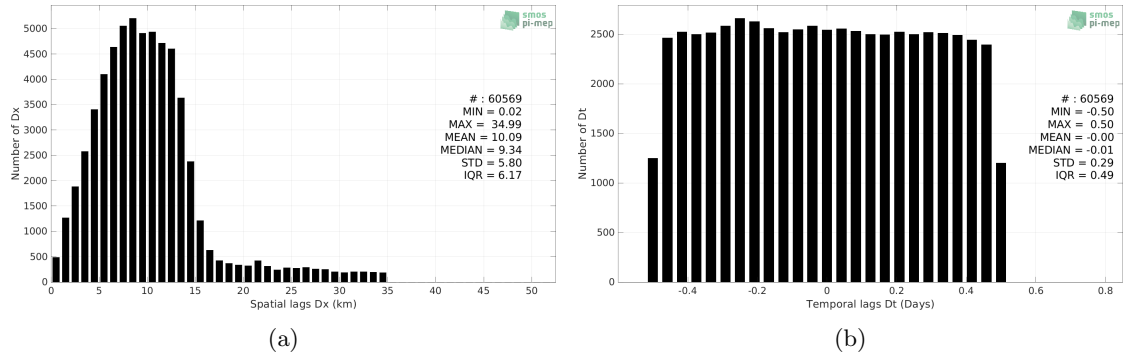 5000
4500
4000
3500
3000
2500
2000
1500
1000
500
0
Number of Dx
0 5 10 15 20 25 30 35 40 45 50
Spatial lags Dx (km)
smos
pi-mep
# : 60569
MIN = 0.02
MAX = 34.99
MEAN = 10.09
MEDIAN = 9.34
STD = 5.80
IQR = 6.17
(a)
2500
2000
1500
1000
500
0
Number of Dt
-0.4 -0.2 0 0.2 0.4 0.6 0.8
Temporal lags Dt (Days)
smos
pi-mep
# : 60569
MIN = -0.50
MAX = 0.50
MEAN = -0.00
MEDIAN = -0.01
STD = 0.29
IQR = 0.49
(b)